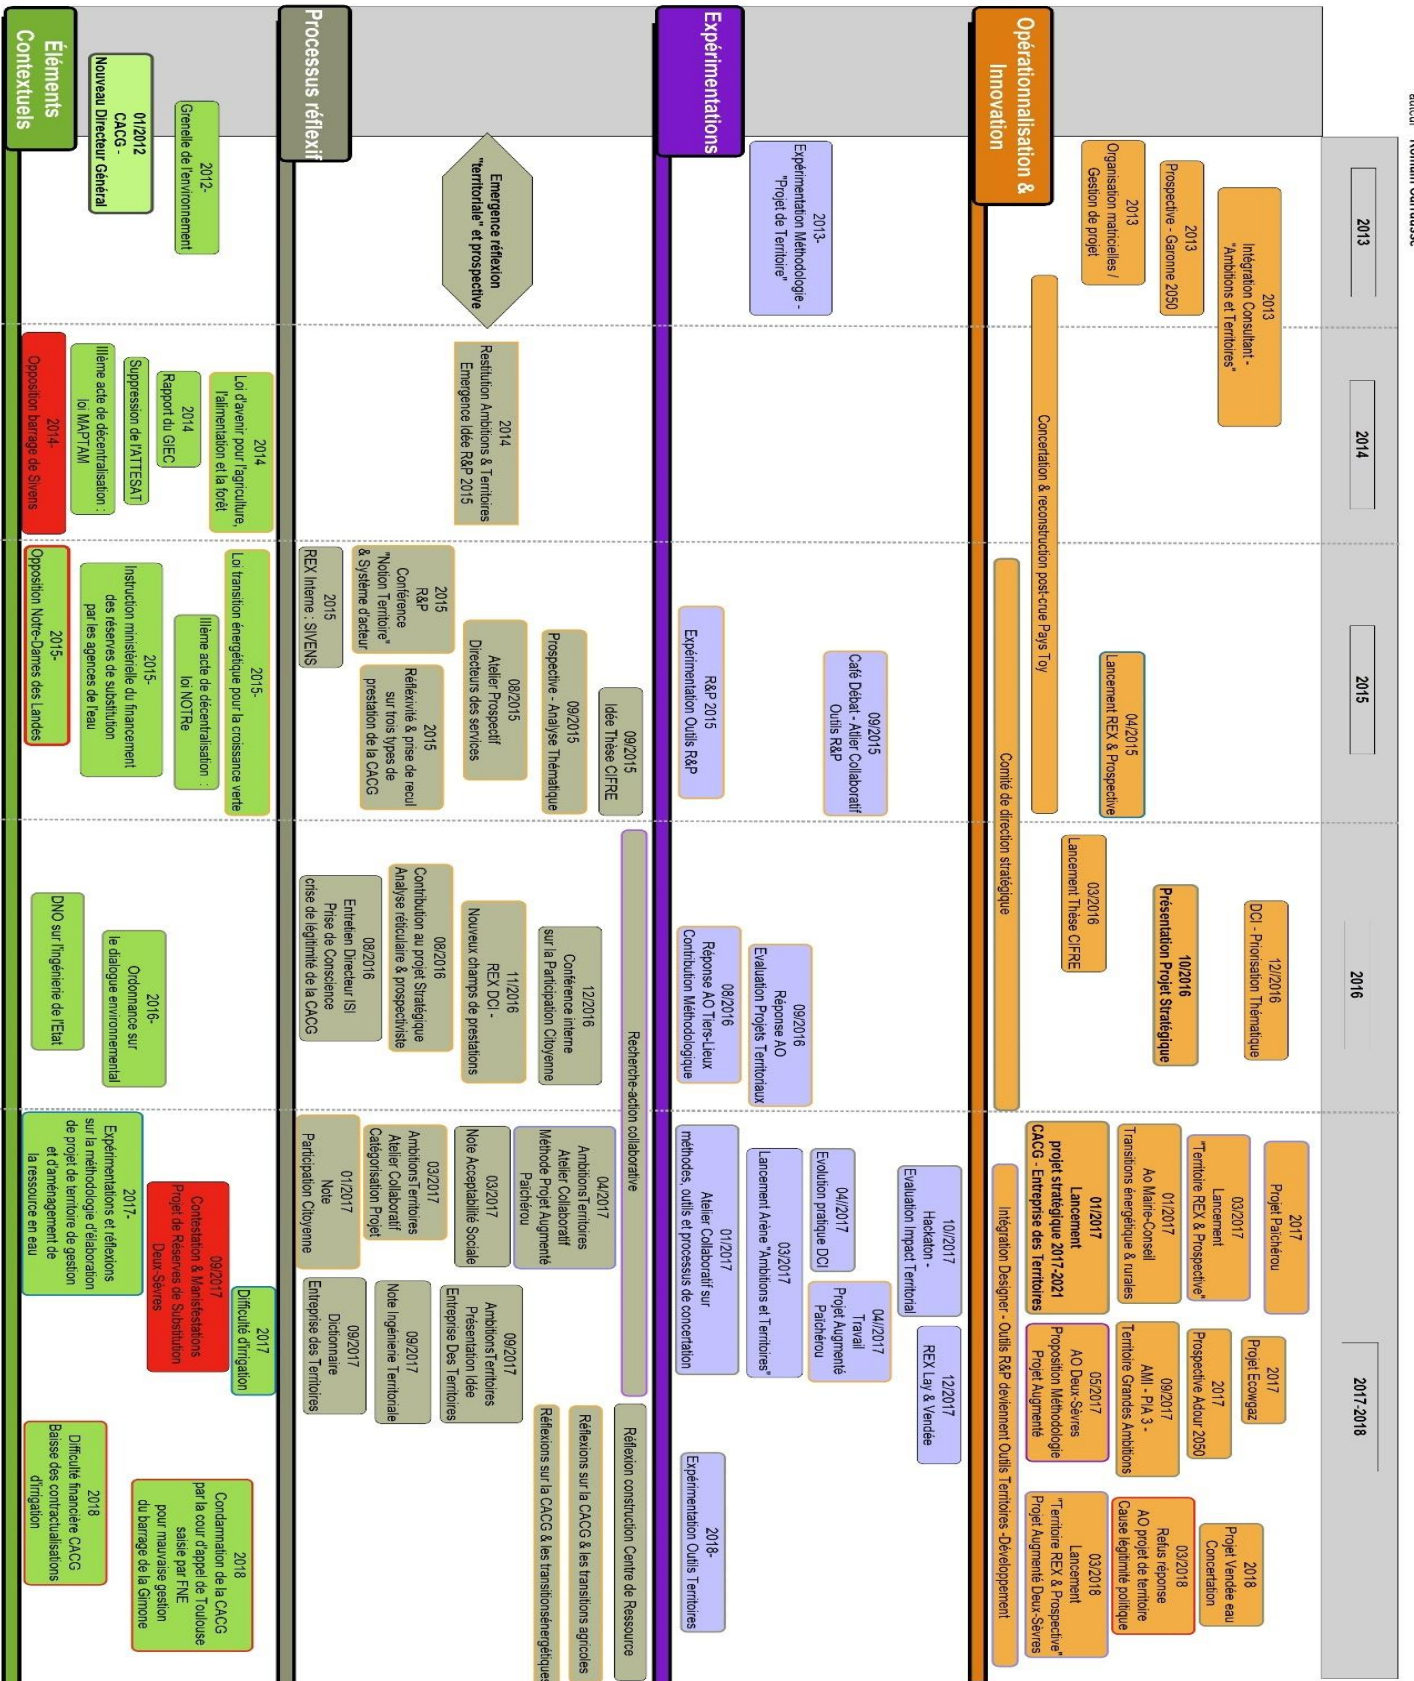 auteur - Romain Carrausse
2013
2014
2015
2016
2017-2018
Opérationnalisation &
Innovation
2013
Intégration Consultant -
"Ambitions et Territoires"
2013
Prospective - Garonne 2050
2013
Organisation matricielles /
Gestion de projet
Concertation & reconstruction post-crue Pays Toy
Comité de direction stratégique
04/2015
Lancement REX & Prospective
12//2016
DCI - Priorisation Thématique
10/2016
Présentation Projet Stratégique
03/2016
Lancement Thèse CIFRE
2017
Projet Païchérou
03/2017
Lancement
"Territoire REX & Prospective"
01/2017
Ao Mairie-Conseil
Transitions énergétique & rurales
01/2017
Lancement
projet stratégique 2017-2021
CACG - Entreprise des Territoires
2017
Projet Ecowgaz
2017
Prospective Adour 2050
09/2017
AMI - PIA 3 -
Territoire Grandes Ambitions
05/2017
AO Deux-Sèvres
Proposition Méthodologie
Projet Augmenté
2018
Projet Vendée eau
Concertation
03/2018
Refus réponse
AO projet de territoire
Cause légitimité politique
03/2018
Lancement
"Territoire REX & Prospective"
Projet Augmenté Deux-Sèvres
Intégration Designer - Outils R&P deviennent Outils Territoires -Développement
Expérimentations
2013-
Expérimentation Méthodologie -
"Projet de Territoire"
09/2015
Café Débat - Atlier Collaboratif
Outils R&P
R&P 2015
Expérimentation Outils R&P
09/2016
Réponse AO
Evaluation Projets Territoriaux
08/2016
Réponse AO Tiers-Lieux
Contribution Méthodologique
10//2017
Hackaton -
Evaluation Impact Territorial
12/2017
REX Lay & Vendée
04//2017
Evolution pratique DCI
04//2017
Travail
Projet Augmenté
Païchérou
03/2017
Lancement Arène "Ambitions et Territoires"
01/2017
Atelier Collaboratif sur
méthodes, outils et processus de concertation
2018-
Expérimentation Outils Territoires
Processus réflexif
Emergence réflexion
"territoriale" et prospective
2014
Restitution Ambitions & Territoires
Emergence Idée R&P 2015
09/2015
Idée Thèse CIFRE
09/2015
Prospective - Analyse Thématique
08/2015
Atelier Prospectif
Directeurs des services
2015
R&P
Conférence
"Notion Territoire"
& Système d'acteur
2015
Réfléxivité & prise de recul
sur trois types de
prestation de la CACG
2015
REX Interne : SIVENS
Recherche-action collaborative
12/2016
Conférence interne
sur la Participation Citoyenne
11/2016
REX DCI -
Nouveux champs de prestations
08/2016
Contribution au projet Stratégique
Analyse réticulaire & prospectiviste
08/2016
Entretien Directeur ISI
Prise de Conscience
crise de légitimité de la CACG
04/2017
AmbitionsTerritoires
Atelier Collaboratif
Méthode Projet Augmenté
Païchérou
03/2017
Note Acceptabilité Sociale
03/2017
AmbitionsTerritoires
Atelier Collaboratif
Catégorisation Projet
01/2017
Note
Participation Citoyenne
09/2017
AmbitionsTerritoires
Présentation Idée
Entreprise Des Territoires
09/2017
Note Ingénierie Territoriale
09/2017
Dictionnaire
Entreprise des Territoires
Réflexion construction Centre de Ressource
Réflexions sur la CACG & les transitions agricoles
Réflexions sur la CACG & les transitionsénergétiques
Éléments
Contextuels
2012-
Grenelle de l'environnement
01/2012
CACG -
Nouveau Directeur Général
2014
Loi d'avenir pour l'agriculture,
l'alimentation et la forêt
2014
Rapport du GIEC
Suppression de l'ATTESAT
IIIème acte de décentralisation :
loi MAPTAM
2014-
Opposition barrage de Sivens
2015-
Loi transition énergétique pour la croissance verte
IIIème acte de décentralisation :
loi NOTRe
2015-
Instruction ministérielle du financement
des réserves de substitution
par les agences de l'eau
2015-
Opposition Notre-Dames des Landes
2016-
Ordonnance sur
le dialogue environnemental
DNO sur l'Ingénierie de l'Etat
2017
Difficulté d'irrigation
09/2017
Contestation & Manisfestations
Projet de Réserves de Substitution
Deux-Sèvres
2017-
Expérimentations et réflexions
sur la méthodologie d'élaboration
de projet de territoire de gestion
et d'aménagement de
la ressource en eau
2018
Condamnation de la CACG
par la cour d'appel de Toulouse
saisie par FNE
pour mauvaise gestion
du barrage de la Gimone
2018
Difficulté financière CACG
Baisse des contractualisations
d'irrigation